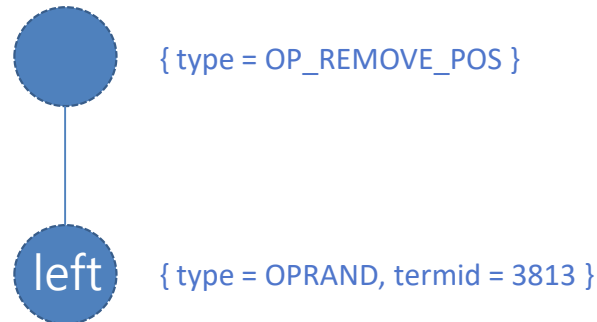 { type = OP_REMOVE_POS }
left
{ type = OPRAND, termid = 3813 }